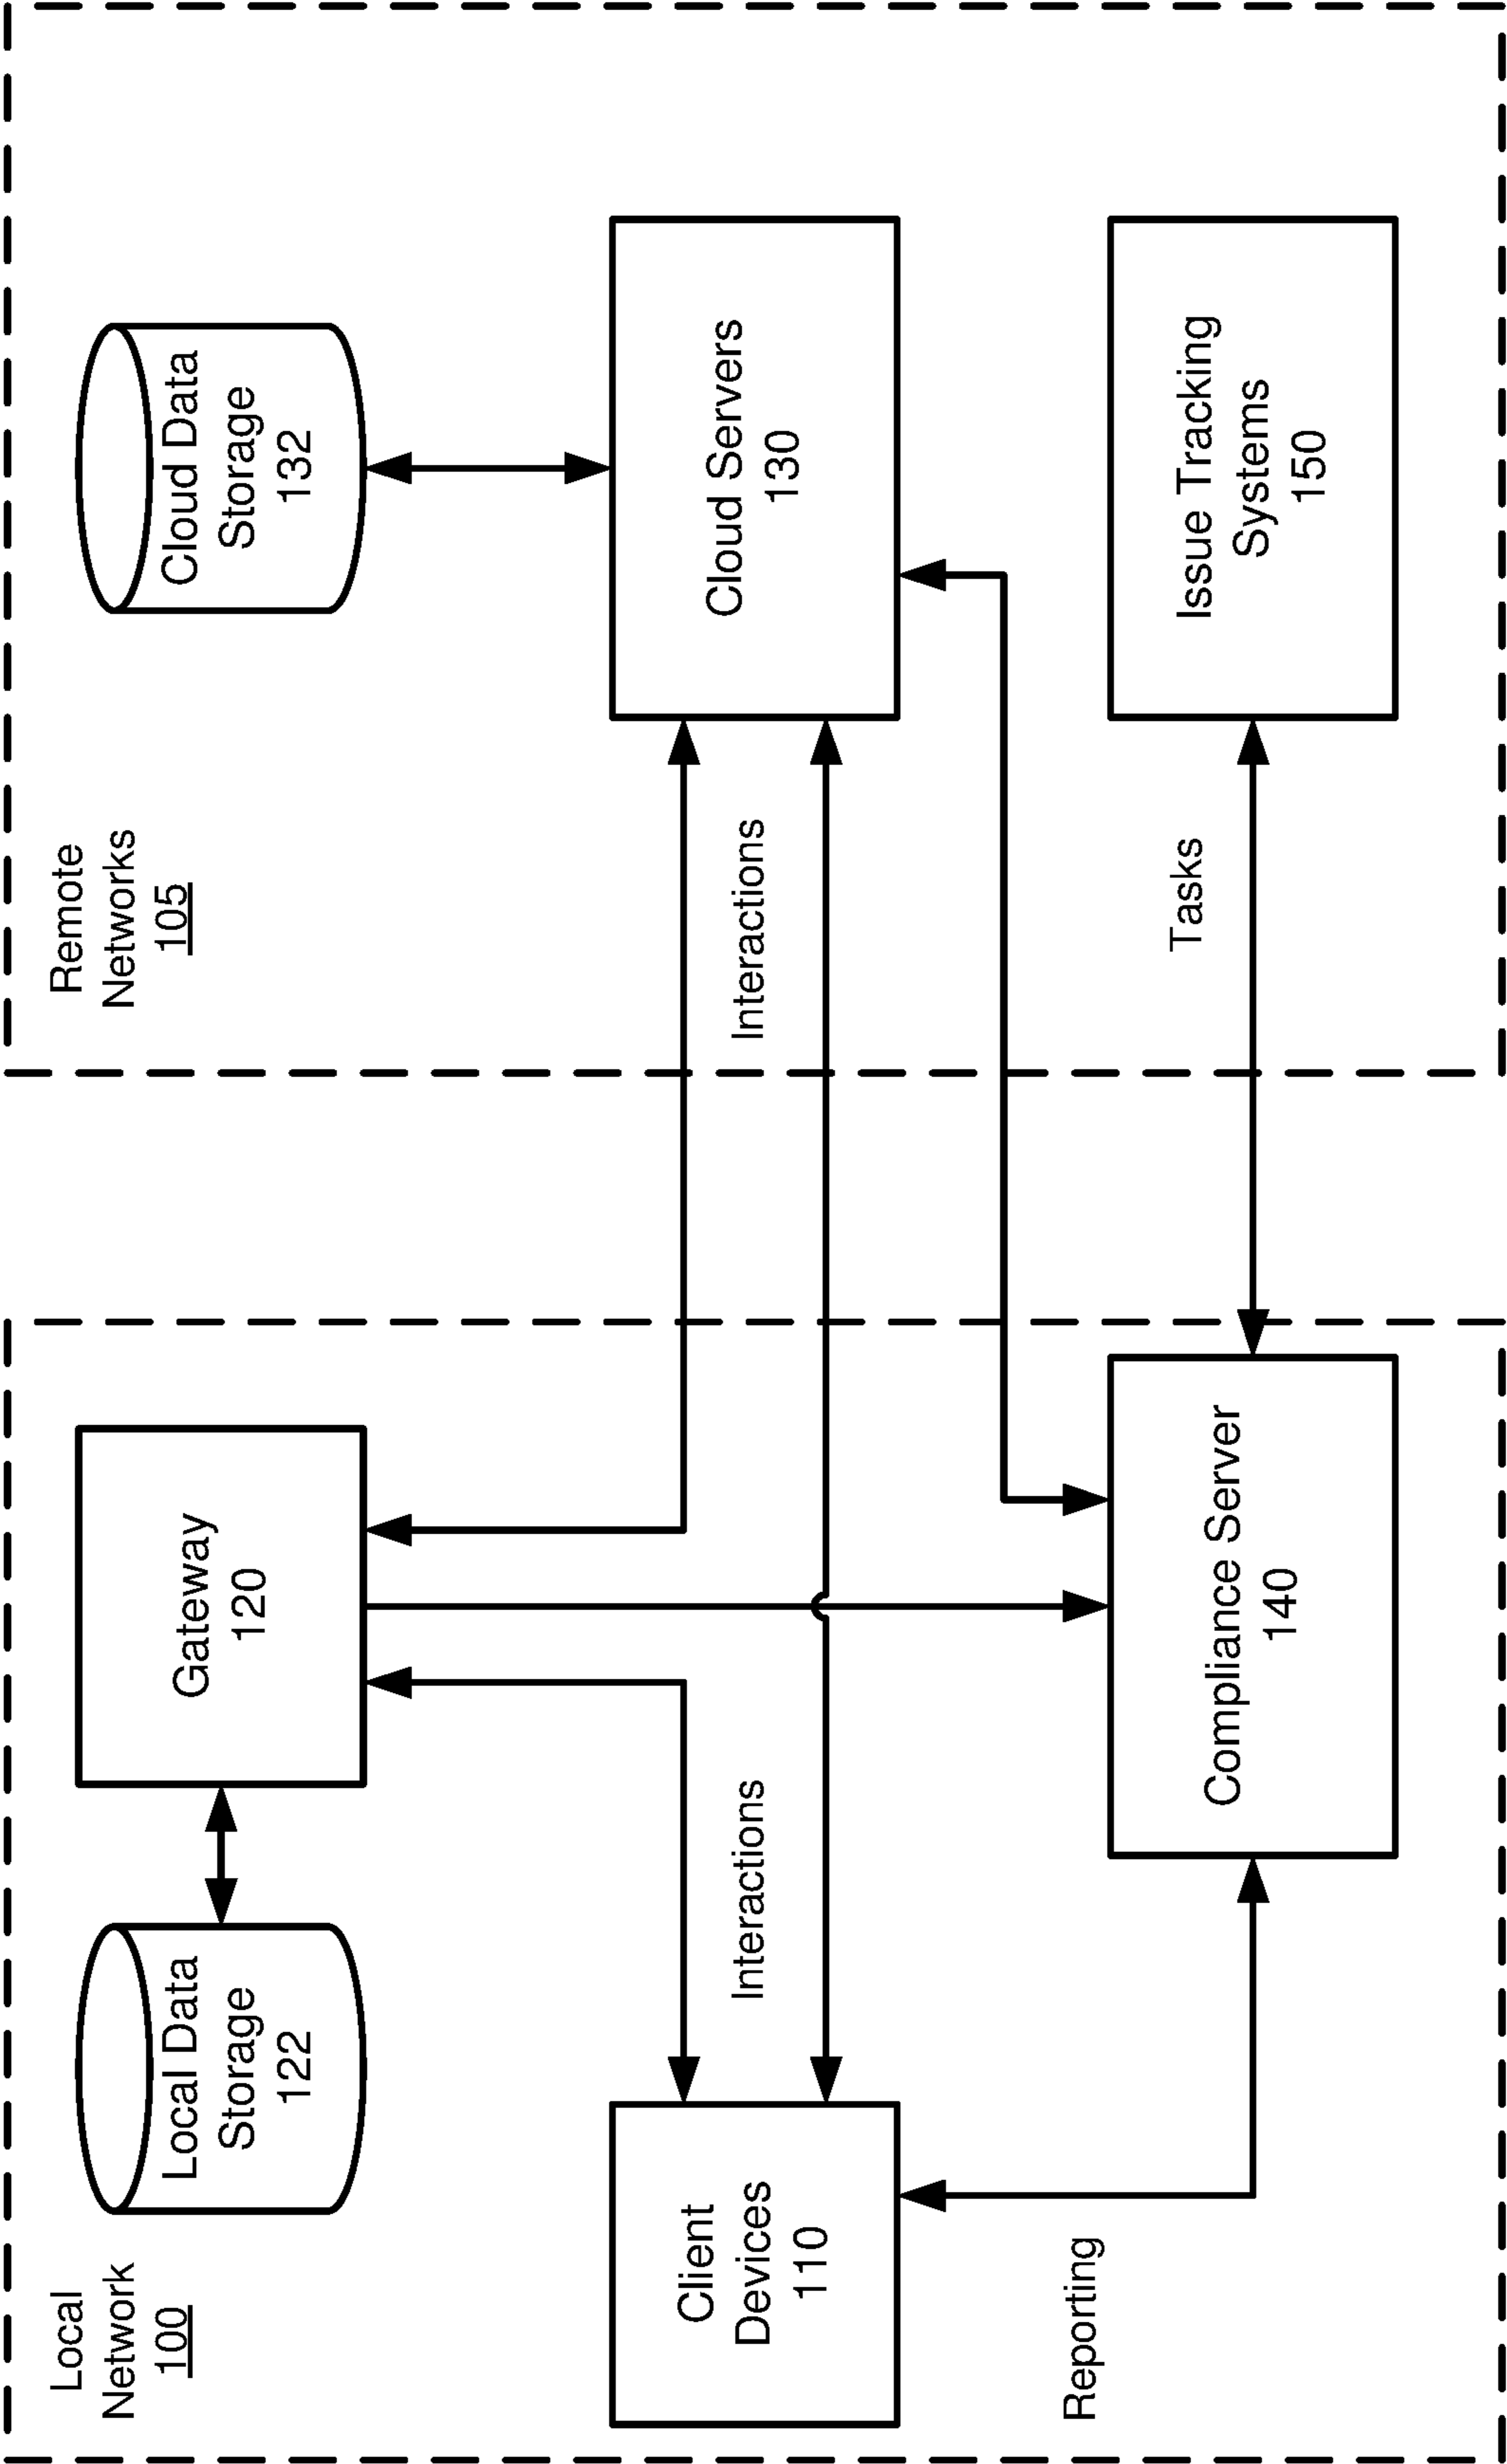 Local
Network
100
Local Data
Storage
122
Gateway
120
Client
Devices
110
Interactions
Reporting
Compliance Server
140
Remote
Networks
105
Cloud Data
Storage
132
Interactions
Cloud Servers
130
Tasks
Issue Tracking
Systems
150